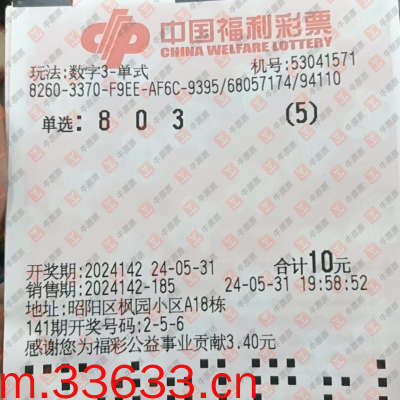 中国福利彩票
CHINA WELFARE LOTTERY
玩法:数字3-单式 机号:53041571
8260-3370-F9EE-AF6C-9395/68057174/94110
单选: 8 0 3 (5)
开奖期:2024142 24-05-31 合计10元
销售期:2024142-185 24-05-31 19:58:52
地址:昭阳区枫园小区A18栋
141期开奖号码:2-5-6
感谢您为福彩公益事业贡献3.40元
m.33633.cn